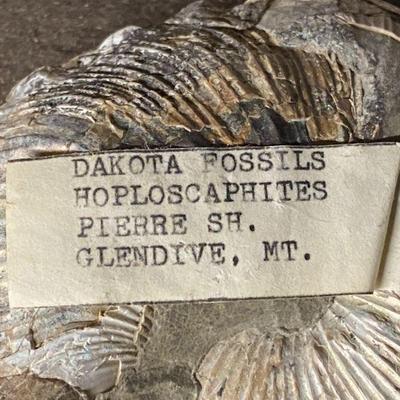 DAKOTA FOSSILS
HOPLOSCAPHITES
PIERRE SH.
GLENDIVE, MT.